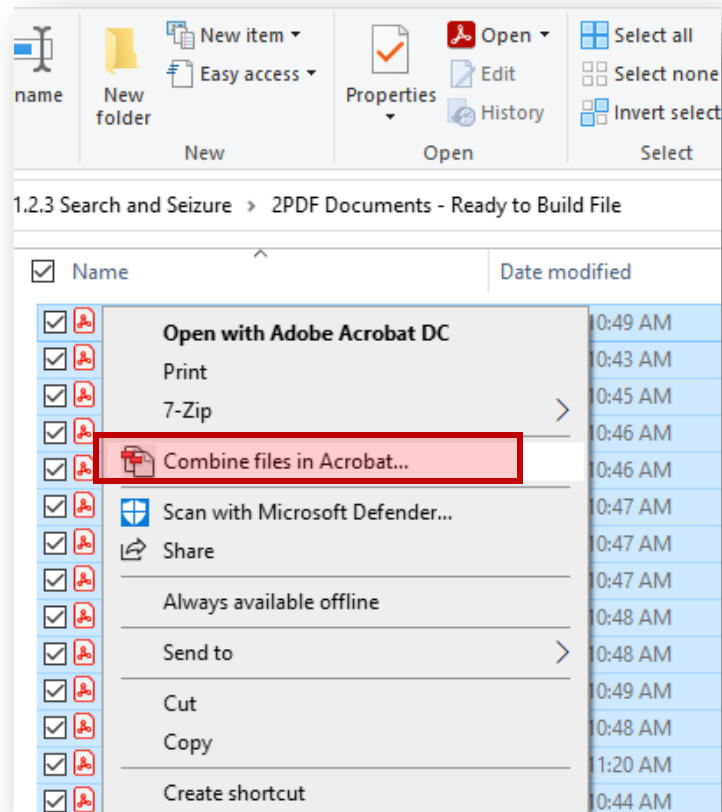 New item
Open
Select all
Easy access
Edit
Select none
name
New
folder
Properties
History
Invert select
New
Open
Select
1.2.3 Search and Seizure > 2PDF Documents - Ready to Build File
Name
Date modified
Open with Adobe Acrobat DC
10:49 AM
Print
10:43 AM
7-Zip
10:45 AM
10:46 AM
Combine files in Acrobat...
10:46 AM
Scan with Microsoft Defender...
10:47 AM
Share
10:47 AM
10:47 AM
Always available offline
10:48 AM
Send to
10:48 AM
Cut
10:49 AM
Copy
10:48 AM
11:20 AM
Create shortcut
10:44 AM